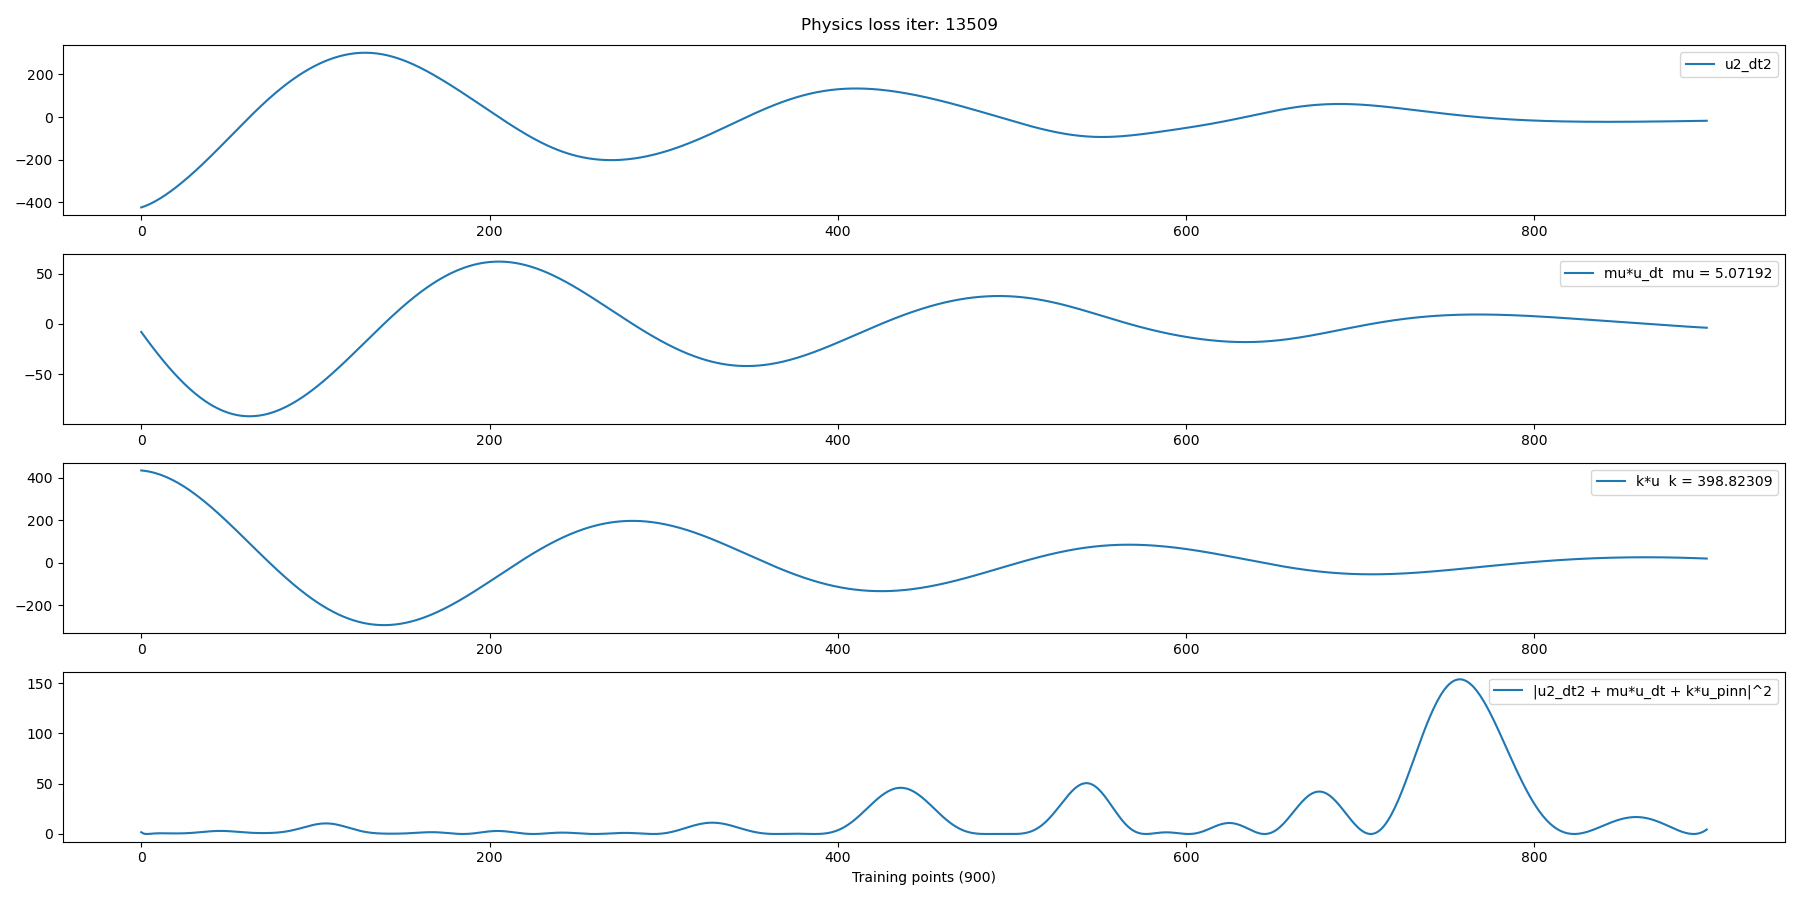 Physics loss iter: 13509
u2_dt2
200
0
−200
−400
0 200 400 600 800
mu*u_dt  mu = 5.07192
50
0
−50
0 200 400 600 800
k*u  k = 398.82309
400
200
0
−200
0 200 400 600 800
|u2_dt2 + mu*u_dt + k*u_pinn|^2
150
100
50
0
0 200 400 600 800
Training points (900)